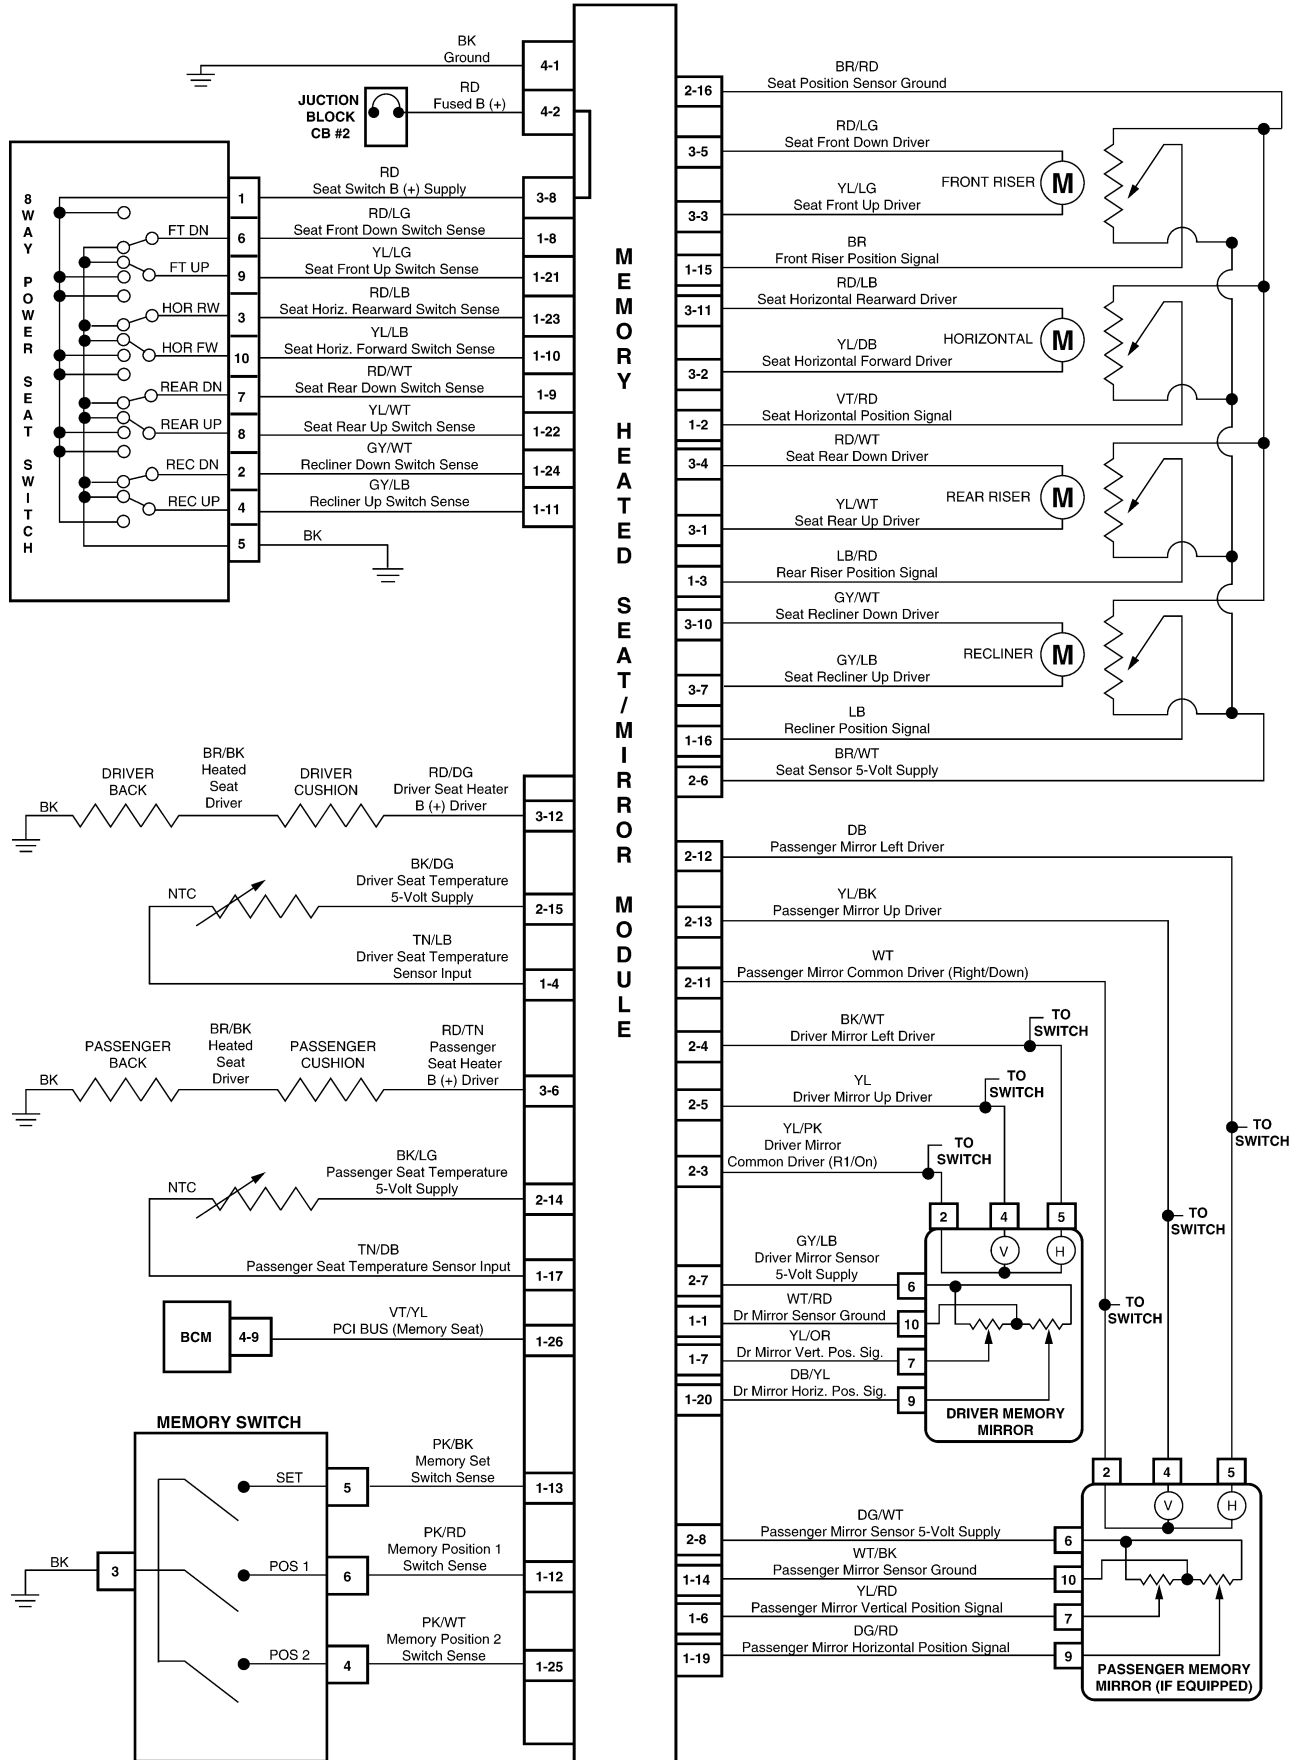 BK
Ground
4-1
JUCTION
BLOCK
CB #2
RD
Fused B (+)
4-2
8 WAY POWER SEAT SWITCH
1
RD
Seat Switch B (+) Supply
3-8
FT DN
6
RD/LG
Seat Front Down Switch Sense
1-8
FT UP
9
YL/LG
Seat Front Up Switch Sense
1-21
HOR RW
3
RD/LB
Seat Horiz. Rearward Switch Sense
1-23
HOR FW
10
YL/LB
Seat Horiz. Forward Switch Sense
1-10
REAR DN
7
RD/WT
Seat Rear Down Switch Sense
1-9
REAR UP
8
YL/WT
Seat Rear Up Switch Sense
1-22
REC DN
2
GY/WT
Recliner Down Switch Sense
1-24
REC UP
4
GY/LB
Recliner Up Switch Sense
1-11
5
BK
BK
DRIVER
BACK
BR/BK
Heated
Seat
Driver
DRIVER
CUSHION
RD/DG
Driver Seat Heater
B (+) Driver
3-12
NTC
BK/DG
Driver Seat Temperature
5-Volt Supply
2-15
TN/LB
Driver Seat Temperature
Sensor Input
1-4
BK
PASSENGER
BACK
BR/BK
Heated
Seat
Driver
PASSENGER
CUSHION
RD/TN
Passenger
Seat Heater
B (+) Driver
3-6
NTC
BK/LG
Passenger Seat Temperature
5-Volt Supply
2-14
TN/DB
Passenger Seat Temperature Sensor Input
1-17
BCM
4-9
VT/YL
PCI BUS (Memory Seat)
1-26
MEMORY SWITCH
SET
5
PK/BK
Memory Set
Switch Sense
1-13
BK
3
POS 1
6
PK/RD
Memory Position 1
Switch Sense
1-12
POS 2
4
PK/WT
Memory Position 2
Switch Sense
1-25
MEMORY HEATED SEAT/MIRROR MODULE
2-16
BR/RD
Seat Position Sensor Ground
3-5
RD/LG
Seat Front Down Driver
FRONT RISER
M
3-3
YL/LG
Seat Front Up Driver
1-15
BR
Front Riser Position Signal
3-11
RD/LB
Seat Horizontal Rearward Driver
HORIZONTAL
M
3-2
YL/DB
Seat Horizontal Forward Driver
1-2
VT/RD
Seat Horizontal Position Signal
3-4
RD/WT
Seat Rear Down Driver
REAR RISER
M
3-1
YL/WT
Seat Rear Up Driver
1-3
LB/RD
Rear Riser Position Signal
3-10
GY/WT
Seat Recliner Down Driver
RECLINER
M
3-7
GY/LB
Seat Recliner Up Driver
1-16
LB
Recliner Position Signal
2-6
BR/WT
Seat Sensor 5-Volt Supply
2-12
DB
Passenger Mirror Left Driver
2-13
YL/BK
Passenger Mirror Up Driver
2-11
WT
Passenger Mirror Common Driver (Right/Down)
2-4
BK/WT
Driver Mirror Left Driver
TO
SWITCH
2-5
YL
Driver Mirror Up Driver
TO
SWITCH
2-3
YL/PK
Driver Mirror
Common Driver (R1/On)
TO
SWITCH
TO
SWITCH
TO
SWITCH
TO
SWITCH
2
4
5
V
H
2-7
GY/LB
Driver Mirror Sensor
5-Volt Supply
6
1-1
WT/RD
Dr Mirror Sensor Ground
10
1-7
YL/OR
Dr Mirror Vert. Pos. Sig.
7
1-20
DB/YL
Dr Mirror Horiz. Pos. Sig.
9
DRIVER MEMORY
MIRROR
2
4
5
V
H
2-8
DG/WT
Passenger Mirror Sensor 5-Volt Supply
6
1-14
WT/BK
Passenger Mirror Sensor Ground
10
1-6
YL/RD
Passenger Mirror Vertical Position Signal
7
1-19
DG/RD
Passenger Mirror Horizontal Position Signal
9
PASSENGER MEMORY
MIRROR (IF EQUIPPED)